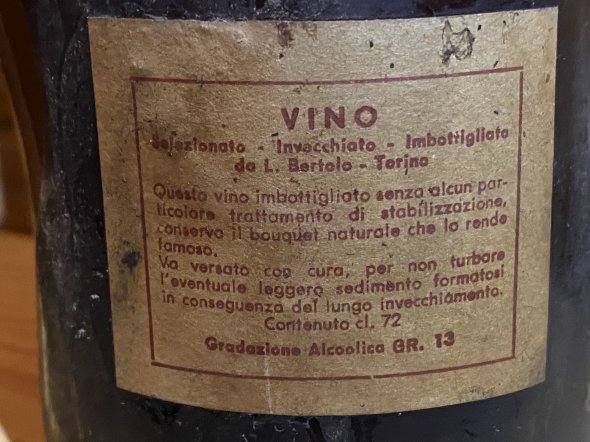 VINO
Selezionato - Invecchiato - Imbottigliato
da L. Bertolo - Torino
Questo vino imbottigliato senza alcun par-
ticolare trattamento di stabilizzazione,
conserva il bouquet naturale che lo rende
famoso.
Va versato con cura, per non turbare
l'eventuale leggero sedimento formatosi
in conseguenza del lungo invecchiamento.
Contenuto cl. 72
Gradazione Alcoolica GR. 13